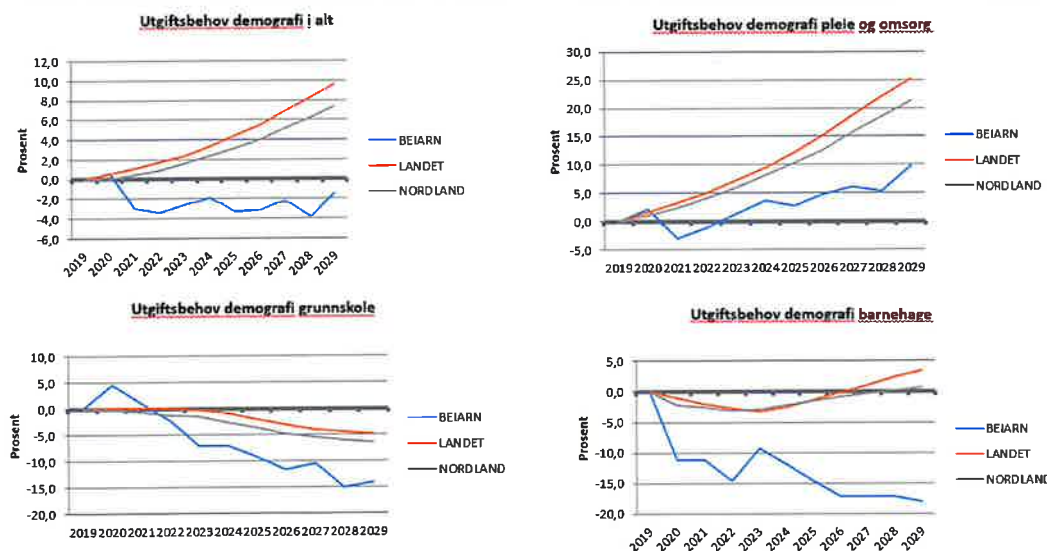 Utgiftsbehov demografi i alt
12,0
10,0
8,0
6,0
4,0
2,0
0,0
-2,0
-4,0
-6,0
Prosent
2019 2020 2021 2022 2023 2024 2025 2026 2027 2028 2029
BEIARN
LANDET
NORDLAND
Utgiftsbehov demografi pleie og omsorg
30,0
25,0
20,0
15,0
10,0
5,0
0,0
-5,0
Prosent
2019 2020 2021 2022 2023 2024 2025 2026 2027 2028 2029
BEIARN
LANDET
NORDLAND
Utgiftsbehov demografi grunnskole
10,0
5,0
0,0
-5,0
-10,0
-15,0
-20,0
Prosent
2019 2020 2021 2022 2023 2024 2025 2026 2027 2028 2029
BEIARN
LANDET
NORDLAND
Utgiftsbehov demografi barnehage
5,0
0,0
-5,0
-10,0
-15,0
-20,0
Prosent
2019 2020 2021 2022 2023 2024 2025 2026 2027 2028 2029
BEIARN
LANDET
NORDLAND